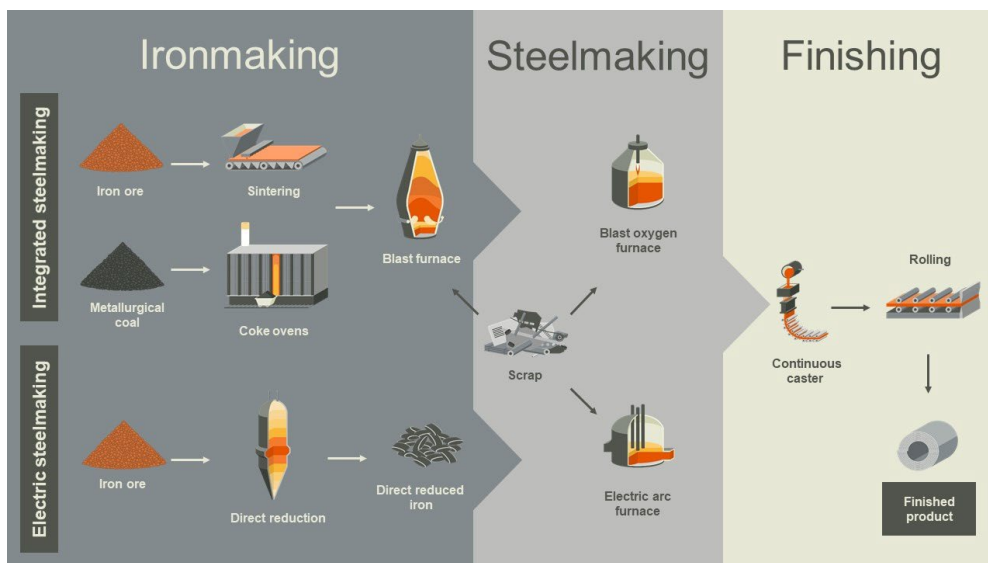 Ironmaking
Steelmaking
Finishing
Integrated steelmaking
Iron ore
Sintering
Blast furnace
Metallurgical
coal
Coke ovens
Blast oxygen
furnace
Scrap
Continuous
caster
Rolling
Electric steelmaking
Iron ore
Direct reduction
Direct reduced
iron
Electric arc
furnace
Finished
product